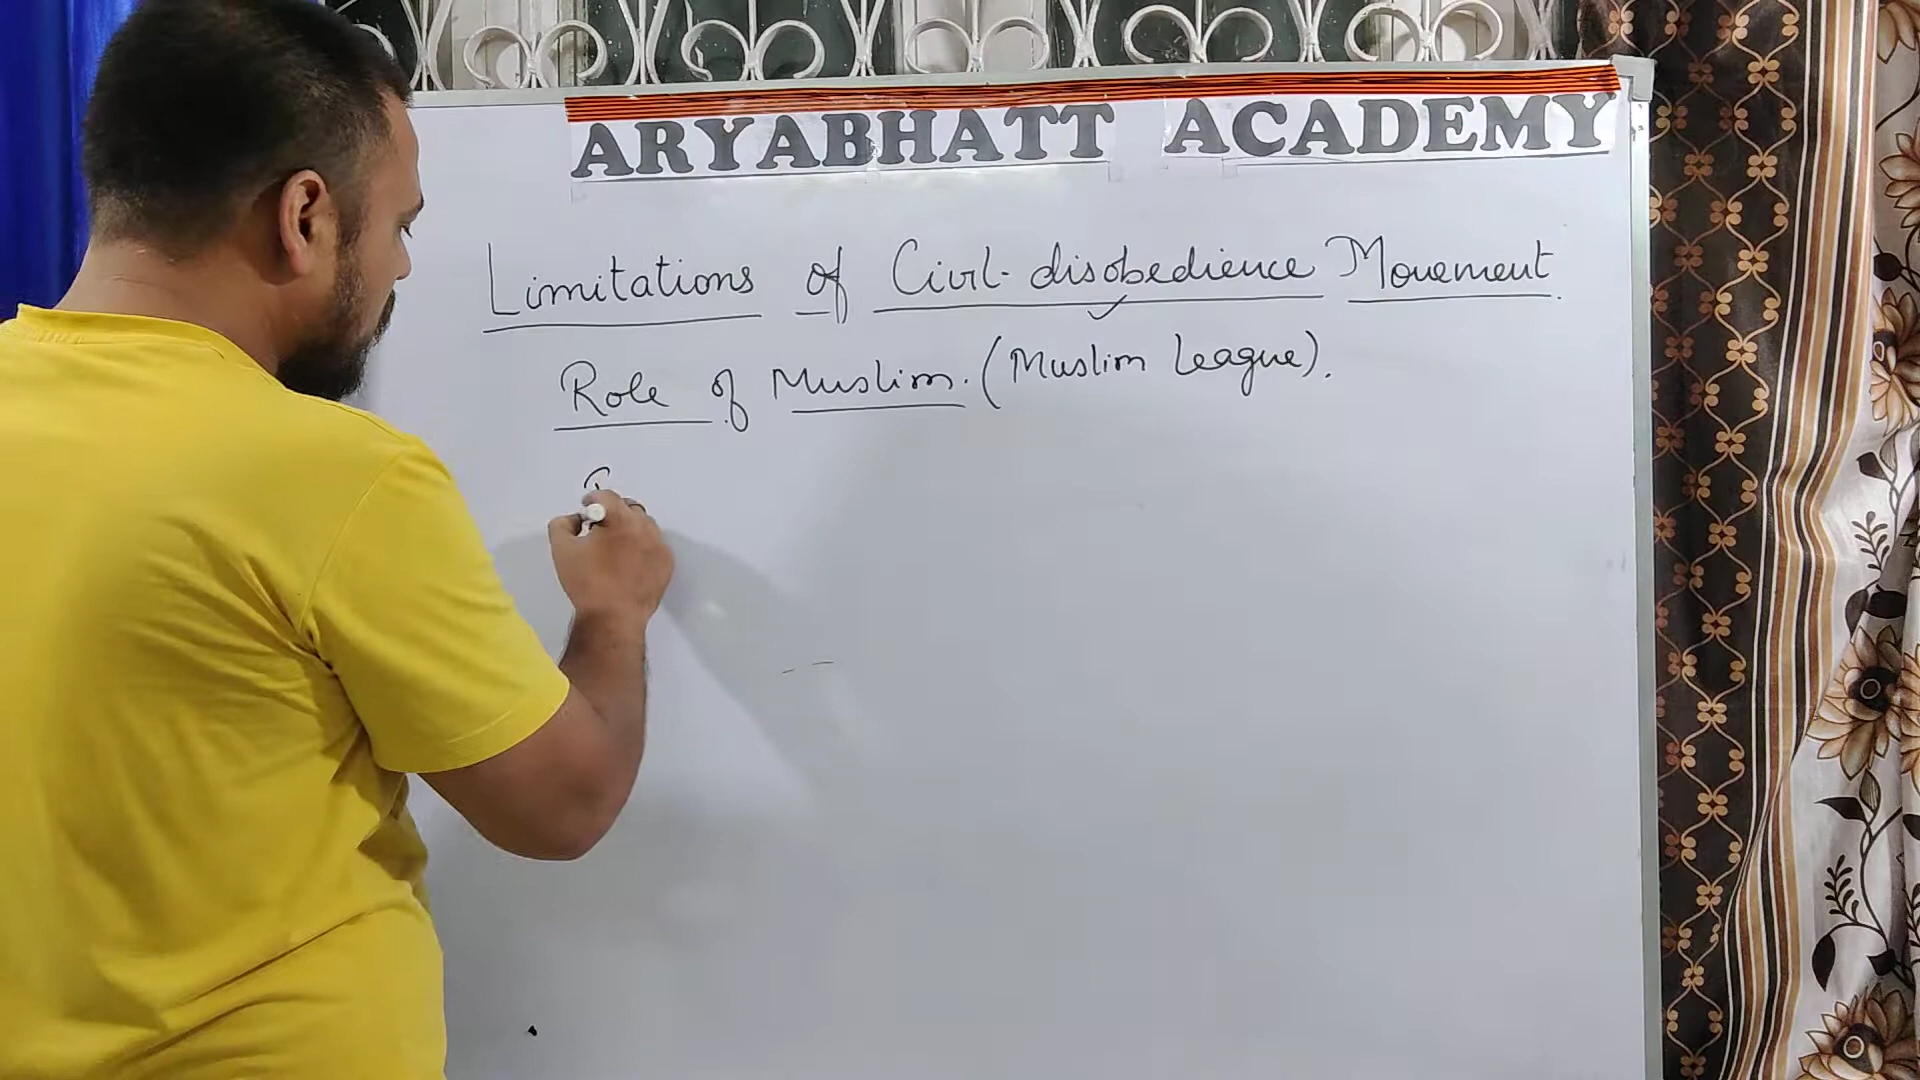 ARYABHATT ACADEMY
Limitations of Civil-disobedience Movement.
Role of Muslim. (Muslim League).